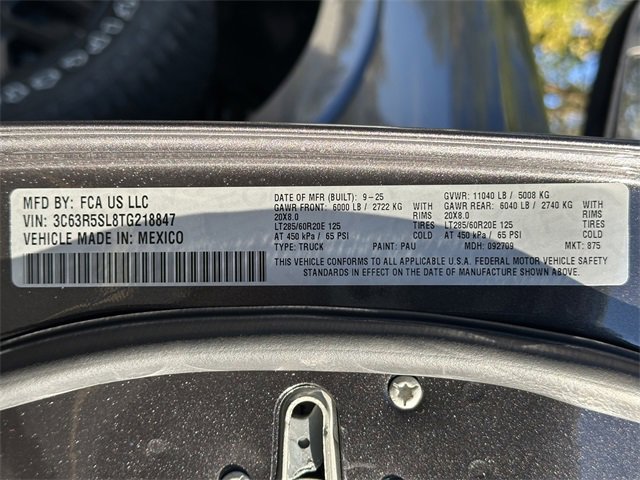 MFD BY: FCA US LLC
VIN: 3C63R5SL8TG218847
VEHICLE MADE IN: MEXICO
DATE OF MFR (BUILT): 9-25 GVWR: 11040 LB / 5008 KG
GAWR FRONT: 6000 LB / 2722 KG WITH GAWR REAR: 6040 LB / 2740 KG WITH
20X8.0 RIMS 20X8.0 RIMS
LT285/60R20E 125 TIRES LT285/60R20E 125 TIRES
AT 450 kPa / 65 PSI COLD AT 450 kPa / 65 PSI COLD
TYPE: TRUCK PAINT: PAU MDH: 092709 MKT: 875
THIS VEHICLE CONFORMS TO ALL APPLICABLE U.S.A. FEDERAL MOTOR VEHICLE SAFETY
STANDARDS IN EFFECT ON THE DATE OF MANUFACTURE SHOWN ABOVE.